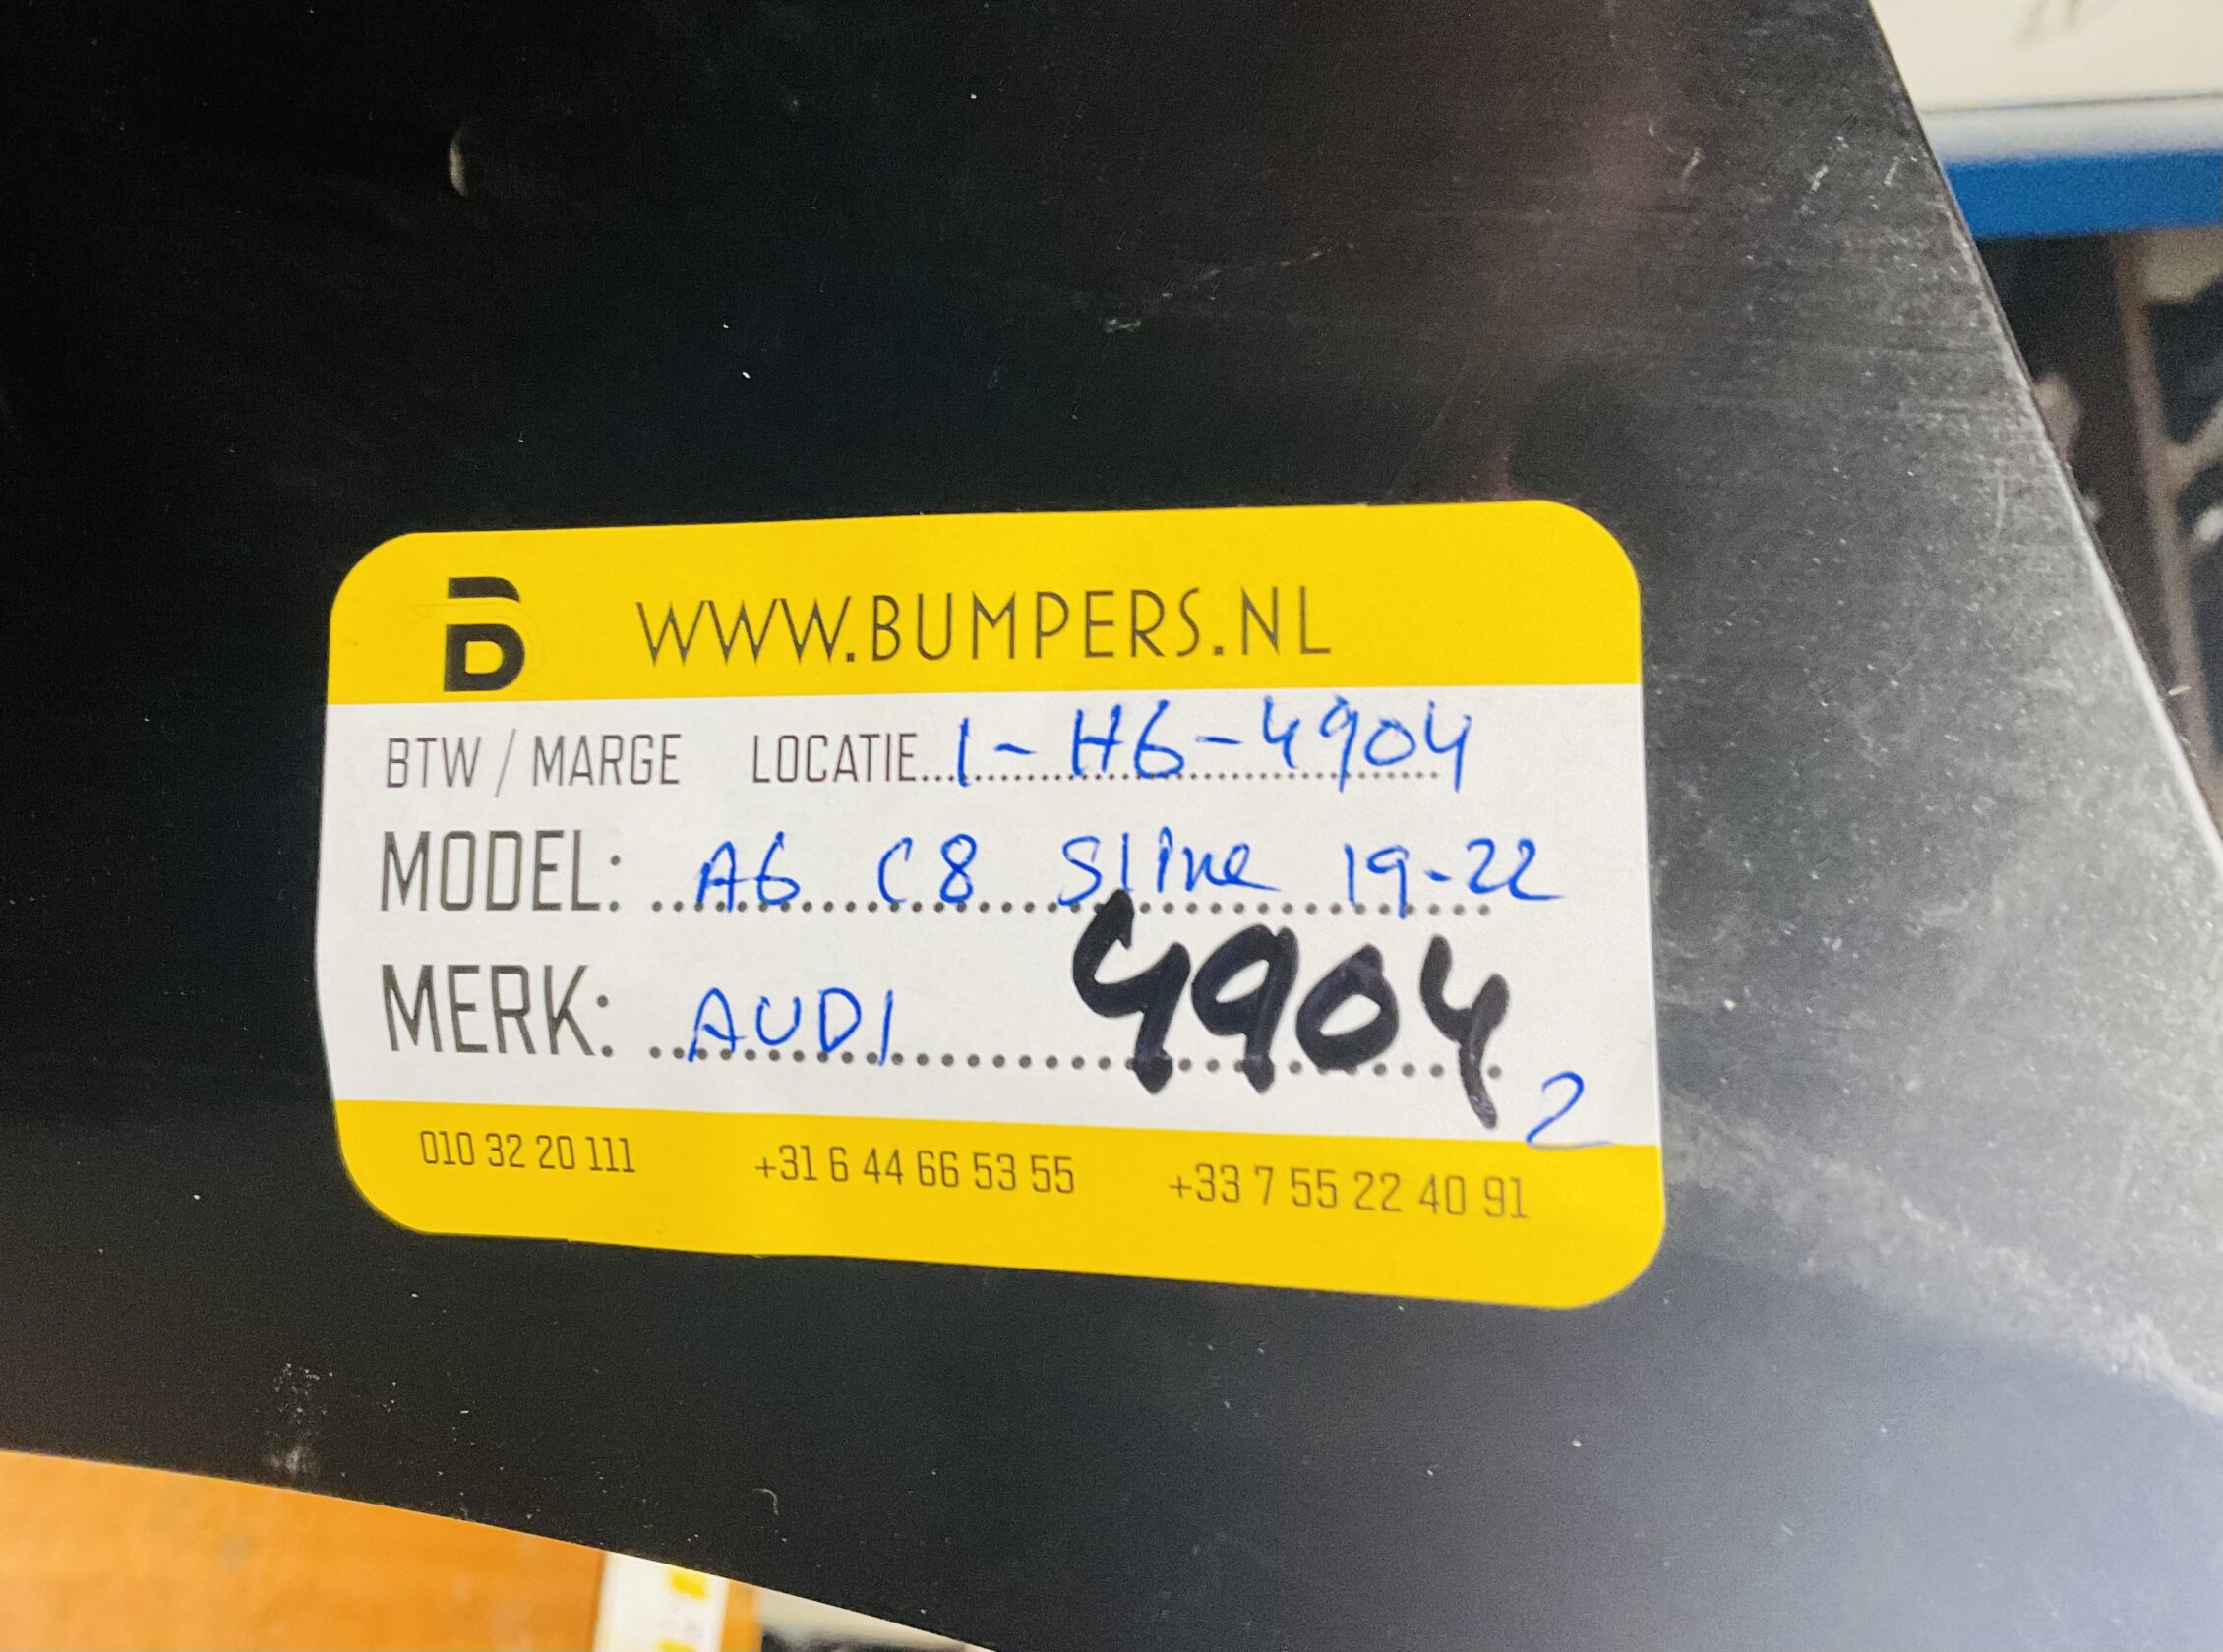 B WWW.BUMPERS.NL
BTW / MARGE LOCATIE 1-H6-4904
MODEL: A6 C8 Sline 19-22
MERK: AUDI 4904
2
010 32 20 111 +31 6 44 66 53 55 +33 7 55 22 40 91